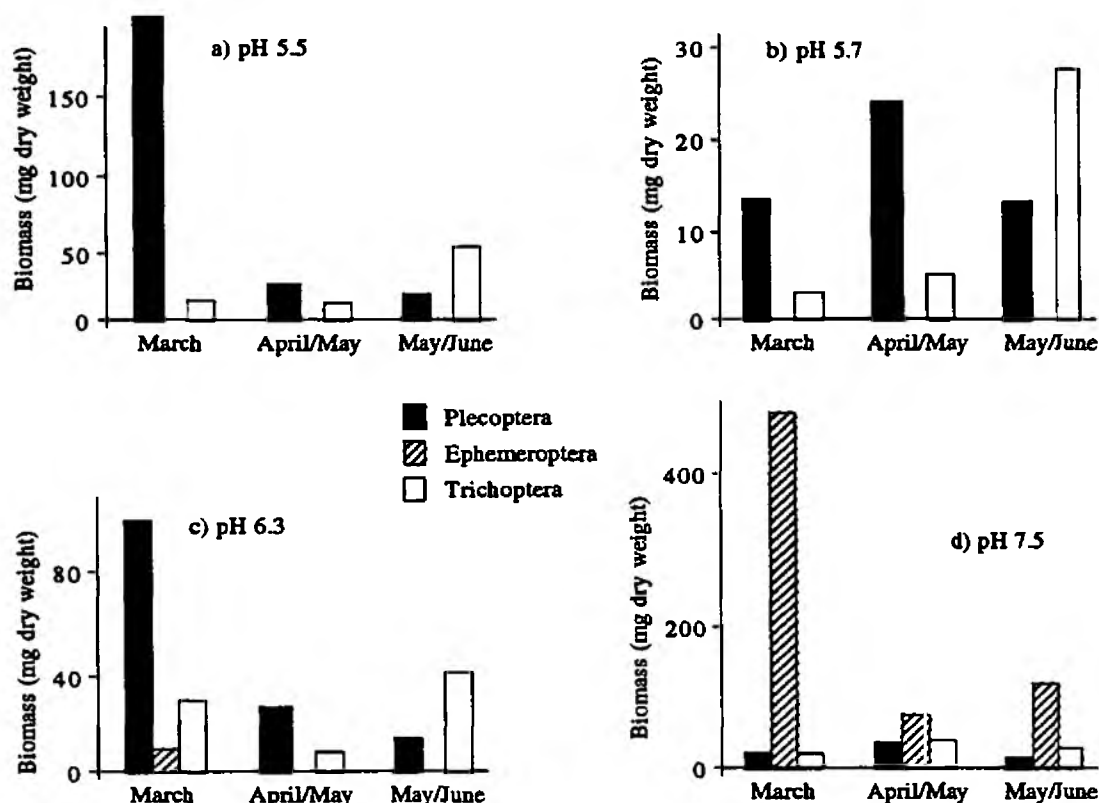 a) pH 5.5
Biomass (mg dry weight)
150
100
50
0
March April/May May/June
b) pH 5.7
Biomass (mg dry weight)
30
20
10
0
March April/May May/June
Plecoptera
Ephemeroptera
Trichoptera
c) pH 6.3
Biomass (mg dry weight)
80
40
0
March April/May May/June
d) pH 7.5
Biomass (mg dry weight)
400
200
0
March April/May May/June